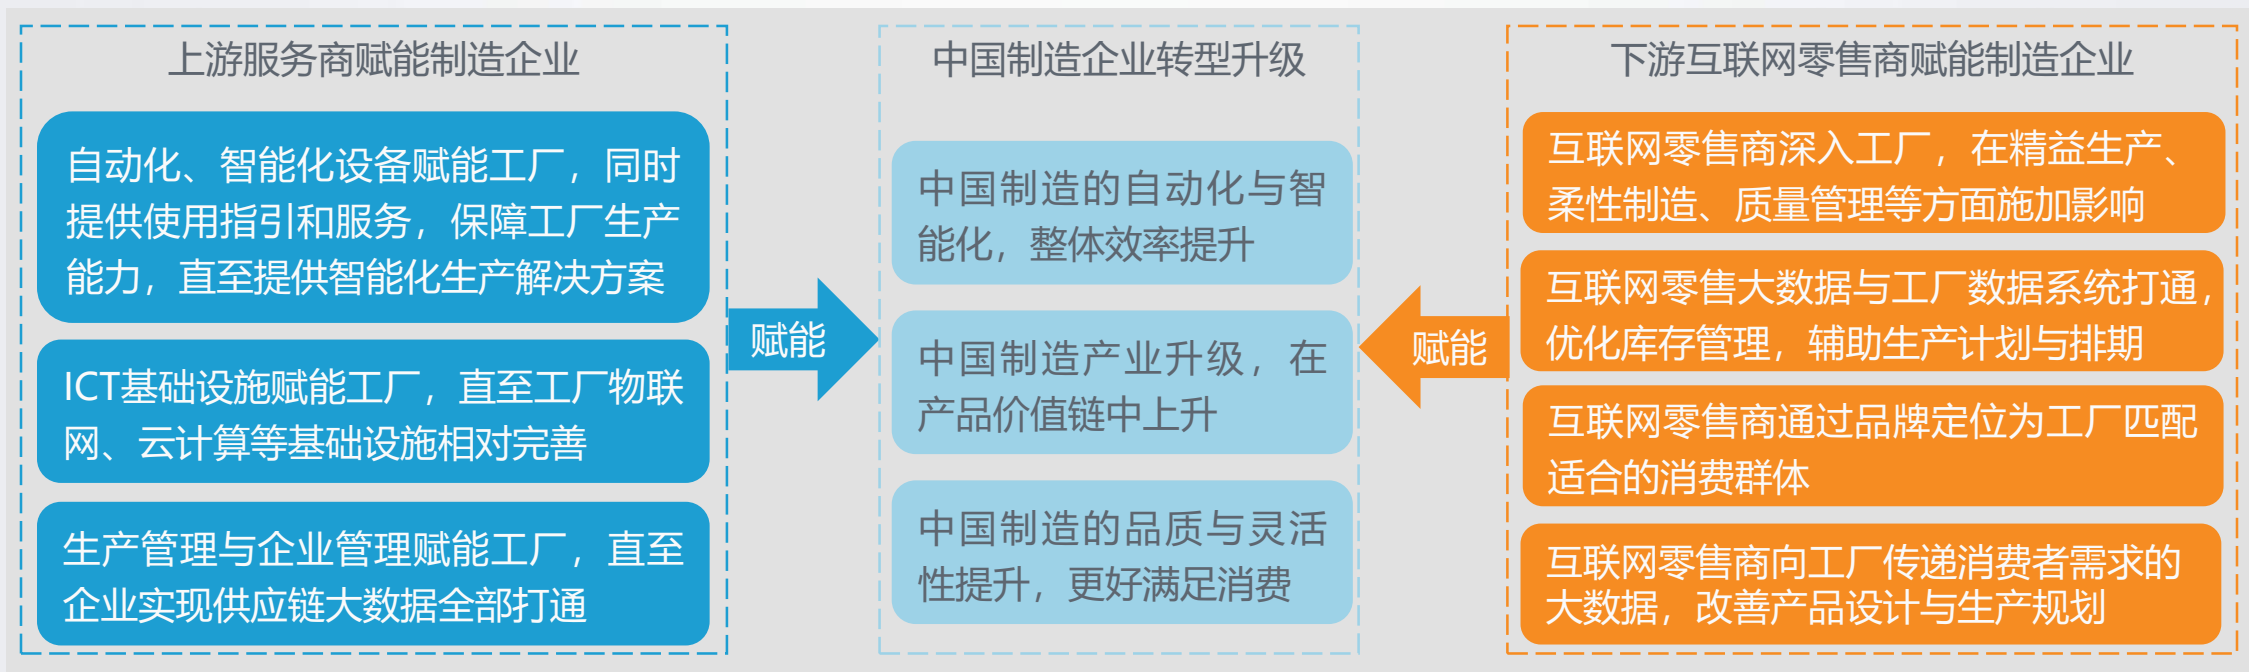 上游服务商赋能制造企业
自动化、智能化设备赋能工厂，同时
提供使用指引和服务，保障工厂生产
能力，直至提供智能化生产解决方案
ICT基础设施赋能工厂，直至工厂物联
网、云计算等基础设施相对完善
生产管理与企业管理赋能工厂，直至
企业实现供应链大数据全部打通
赋能
中国制造企业转型升级
中国制造的自动化与智
能化，整体效率提升
中国制造产业升级，在
产品价值链中上升
中国制造的品质与灵活
性提升，更好满足消费
赋能
下游互联网零售商赋能制造企业
互联网零售商深入工厂，在精益生产、
柔性制造、质量管理等方面施加影响
互联网零售大数据与工厂数据系统打通，
优化库存管理，辅助生产计划与排期
互联网零售商通过品牌定位为工厂匹配
适合的消费群体
互联网零售商向工厂传递消费者需求的
大数据，改善产品设计与生产规划